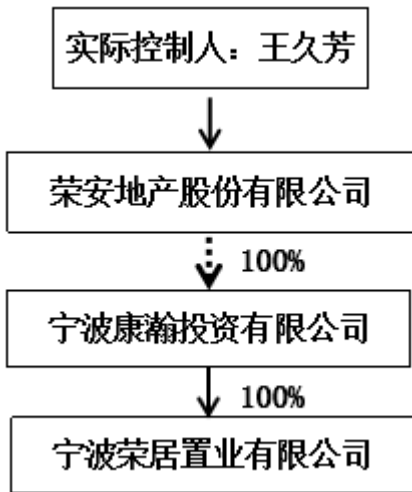 实际控制人：王久芳
荣安地产股份有限公司
100%
宁波康瀚投资有限公司
100%
宁波荣居置业有限公司